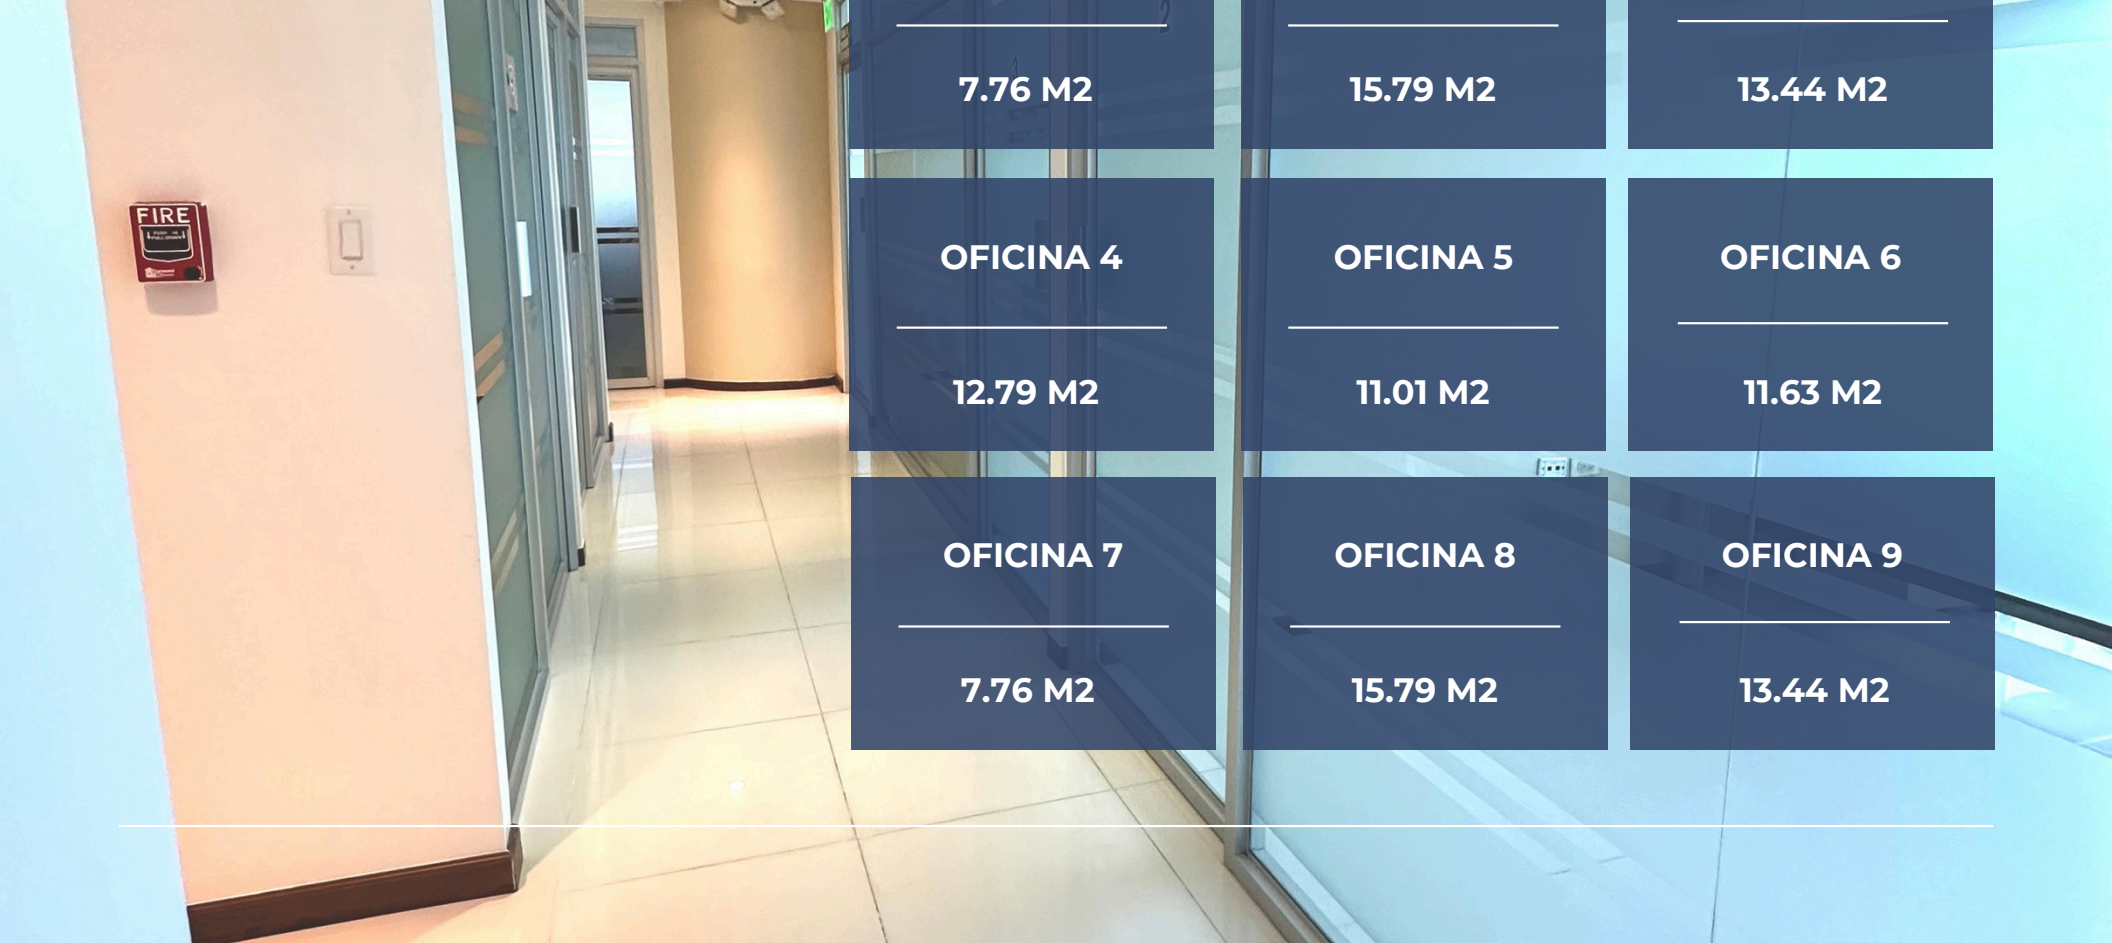 7.76 M2
15.79 M2
13.44 M2
FIRE
OFICINA 4
OFICINA 5
OFICINA 6
12.79 M2
11.01 M2
11.63 M2
OFICINA 7
OFICINA 8
OFICINA 9
7.76 M2
15.79 M2
13.44 M2